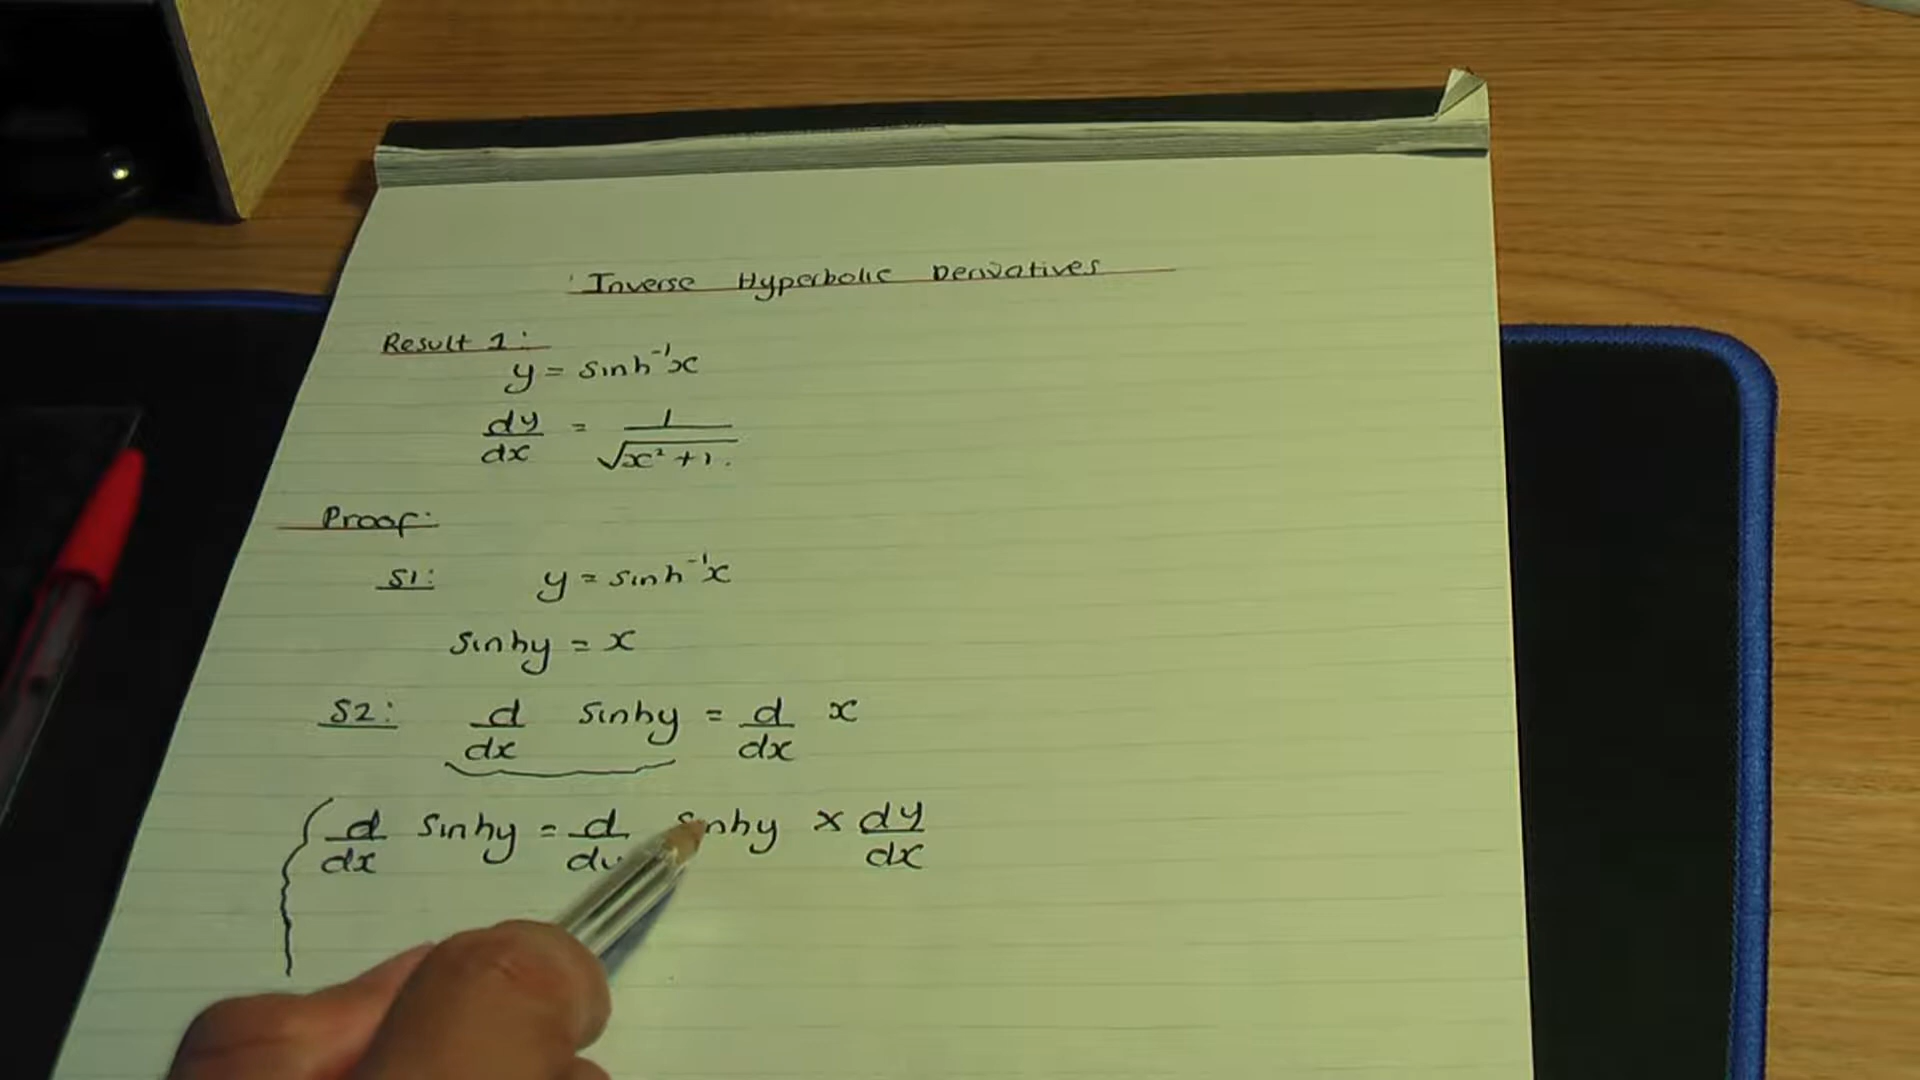 Inverse Hyperbolic Derivatives
Result 1:
y = sinh⁻¹x
dy/dx = 1/√(x²+1).
Proof:
S1: y = sinh⁻¹x
sinhy = x
S2: d/dx sinhy = d/dx x
d/dx sinhy = d/dy sinhy × dy/dx